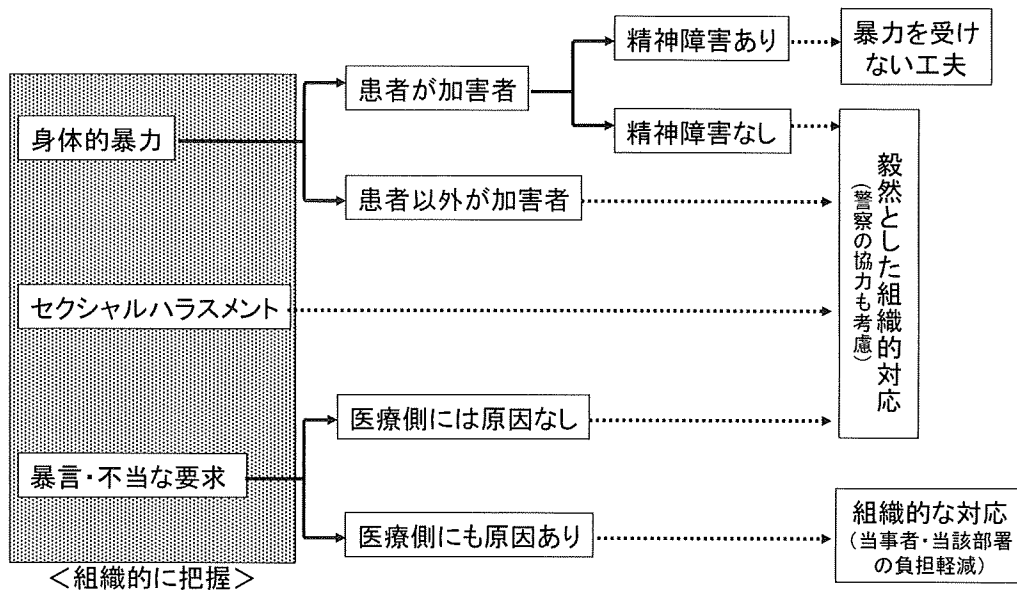 身体的暴力
セクシャルハラスメント
暴言・不当な要求
＜組織的に把握＞
患者が加害者
患者以外が加害者
医療側には原因なし
医療側にも原因あり
精神障害あり
精神障害なし
暴力を受け
ない工夫
毅然とした組織的対応
(警察の協力も考慮)
組織的な対応
(当事者・当該部署
の負担軽減)